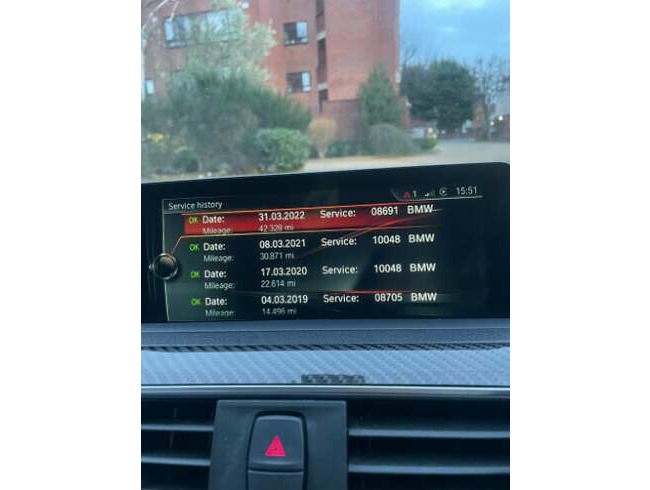 Service history
1
15:51
OK Date: 31.03.2022 Service: 08691 BMW
Mileage: 42.328 mi
OK Date: 08.03.2021 Service: 10048 BMW
Mileage: 30.871 mi
OK Date: 17.03.2020 Service: 10048 BMW
Mileage: 22.614 mi
OK Date: 04.03.2019 Service: 08705 BMW
Mileage: 14.496 mi